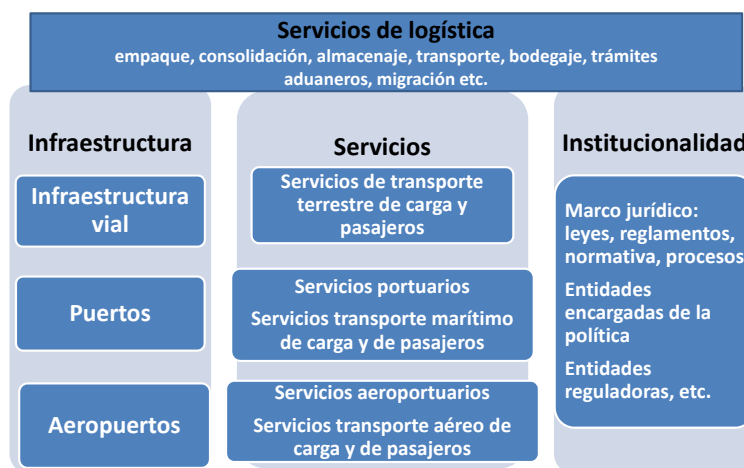 Servicios de logística
empaque, consolidación, almacenaje, transporte, bodegaje, trámites
aduaneros, migración etc.
Infraestructura
Infraestructura
vial
Puertos
Aeropuertos
Servicios
Servicios de transporte
terrestre de carga y
pasajeros
Servicios portuarios
Servicios transporte marítimo
de carga y de pasajeros
Servicios aeroportuarios
Servicios transporte aéreo de
carga y de pasajeros
Institucionalidad
Marco jurídico:
leyes, reglamentos,
normativa, procesos
Entidades
encargadas de la
política
Entidades
reguladoras, etc.